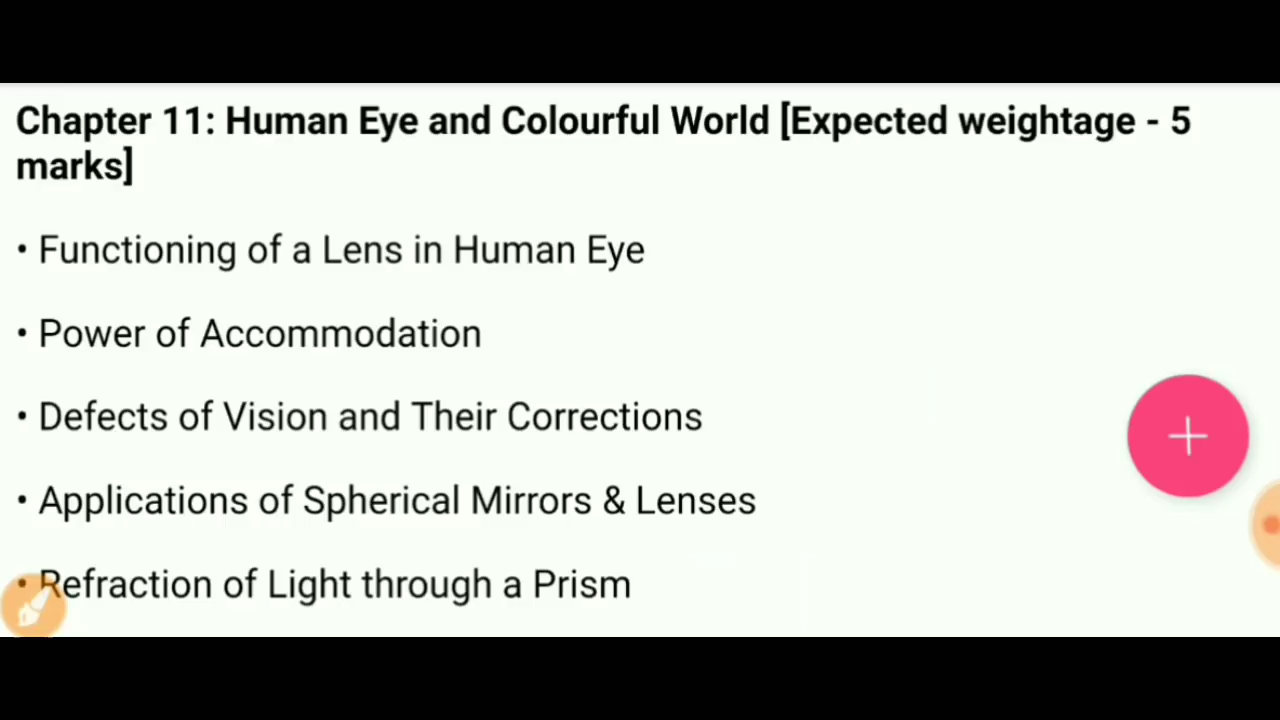 Chapter 11: Human Eye and Colourful World [Expected weightage - 5
marks]
• Functioning of a Lens in Human Eye
• Power of Accommodation
• Defects of Vision and Their Corrections
• Applications of Spherical Mirrors & Lenses
• Refraction of Light through a Prism